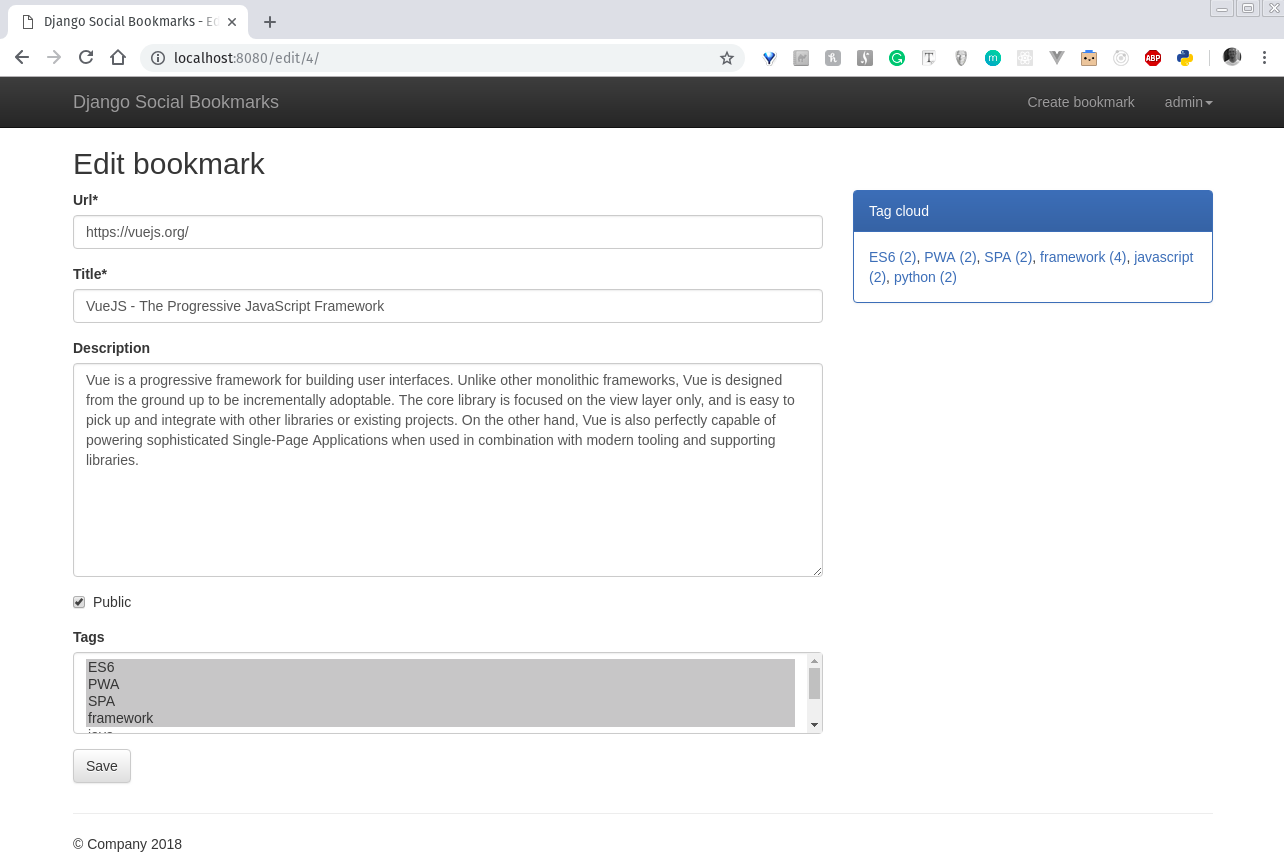 Django Social Bookmarks - Ed
localhost:8080/edit/4/
ABP
Django Social Bookmarks
Create bookmark
admin
Edit bookmark
Url*
https://vuejs.org/
Title*
VueJS - The Progressive JavaScript Framework
Description
Vue is a progressive framework for building user interfaces. Unlike other monolithic frameworks, Vue is designed
from the ground up to be incrementally adoptable. The core library is focused on the view layer only, and is easy to
pick up and integrate with other libraries or existing projects. On the other hand, Vue is also perfectly capable of
powering sophisticated Single-Page Applications when used in combination with modern tooling and supporting
libraries.
Public
Tags
ES6
PWA
SPA
framework
Save
Tag cloud
ES6 (2), PWA (2), SPA (2), framework (4), javascript
(2), python (2)
© Company 2018